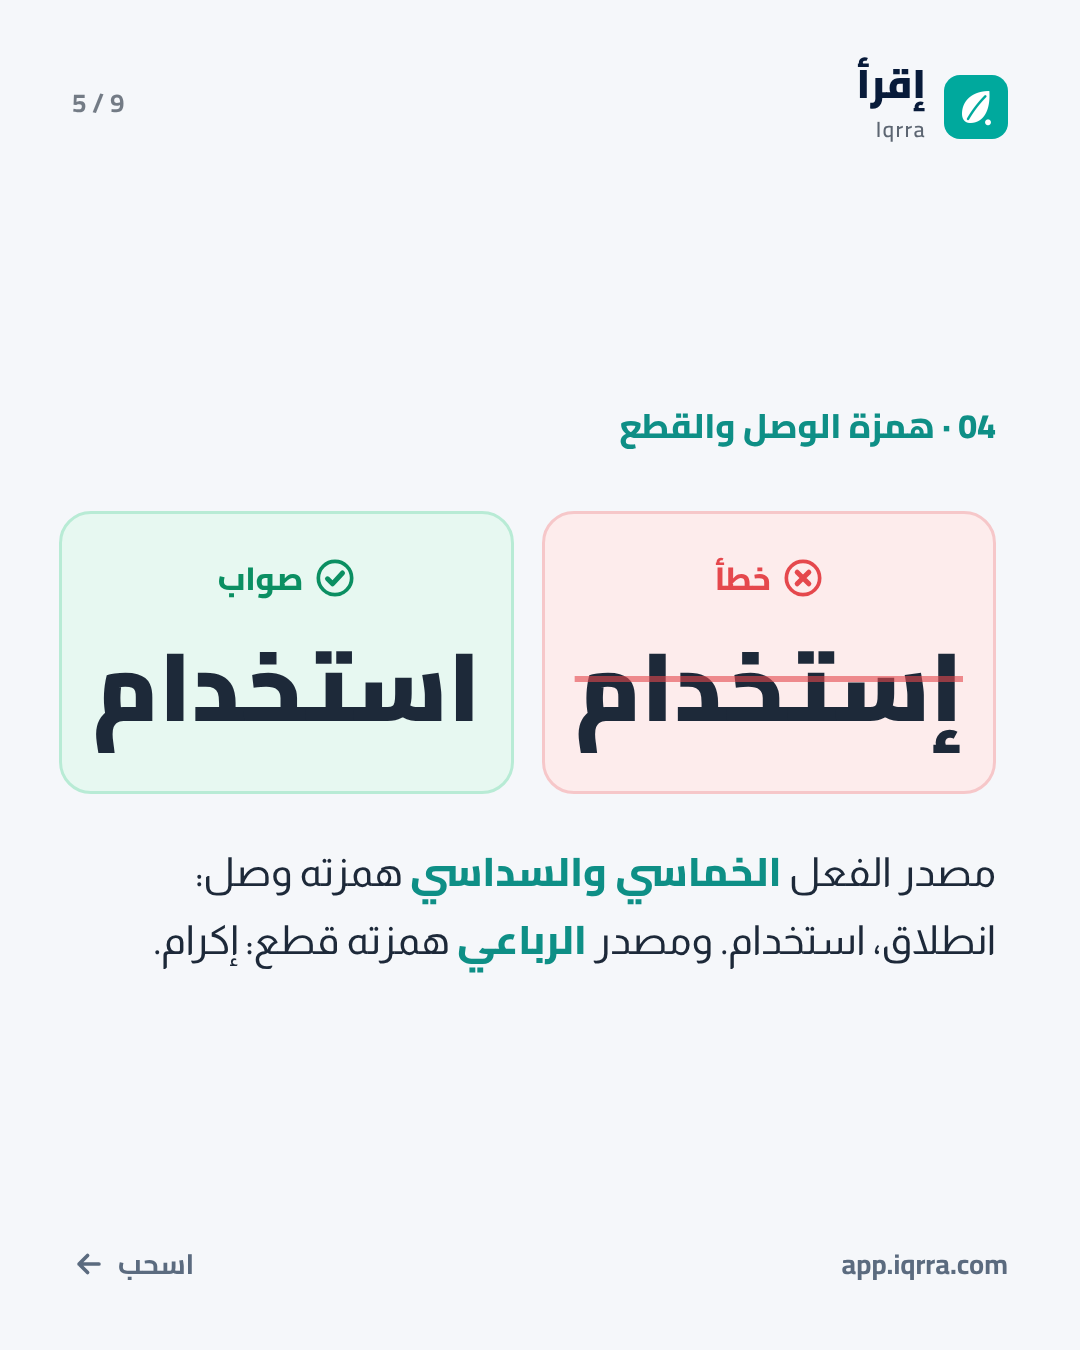 إقرأ
Iqrra
5 / 9
04 · همزة الوصل والقطع
خطأ
إستخدام
صواب
استخدام
مصدر الفعل الخماسي والسداسي همزته وصل:
انطلاق، استخدام. ومصدر الرباعي همزته قطع: إكرام.
app.iqrra.com
اسحب ←